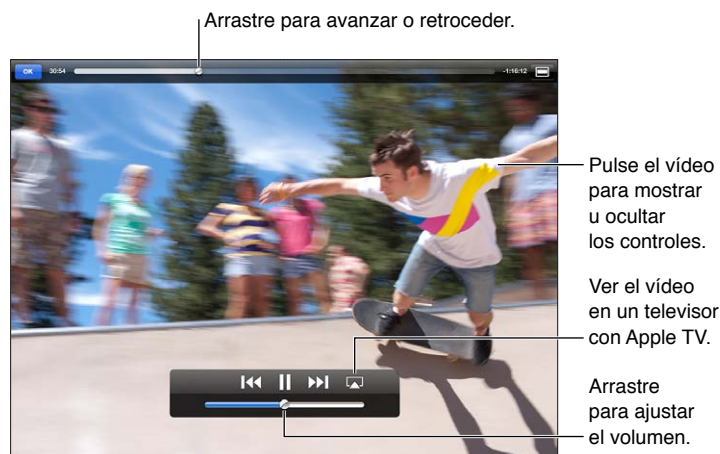 Arrastre para avanzar o retroceder.
OK 30:54 -1:16:12
Pulse el vídeo
para mostrar
u ocultar
los controles.
Ver el vídeo
en un televisor
con Apple TV.
Arrastre
para ajustar
el volumen.